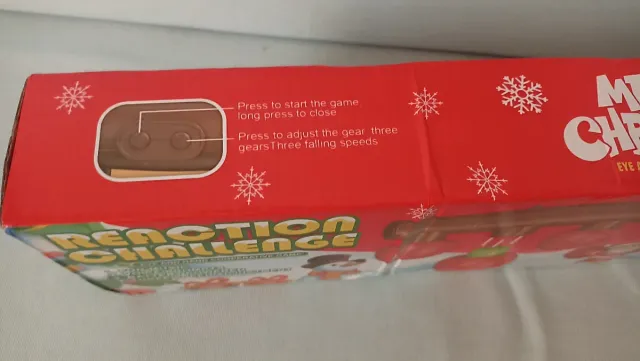 Press to start the game
long press to close
Press to adjust the gear three
gearsThree falling speeds
REACTION
CHALLENGE